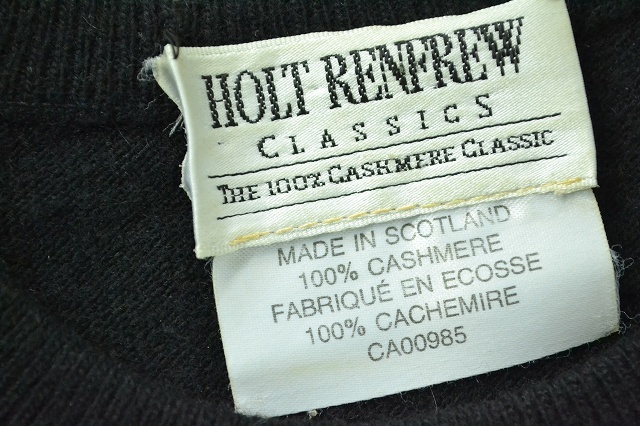 HOLT RENFREW
CLASSICS
THE 100% CASHMERE CLASSIC
MADE IN SCOTLAND
100% CASHMERE
FABRIQUÉ EN ECOSSE
100% CACHEMIRE
CA00985